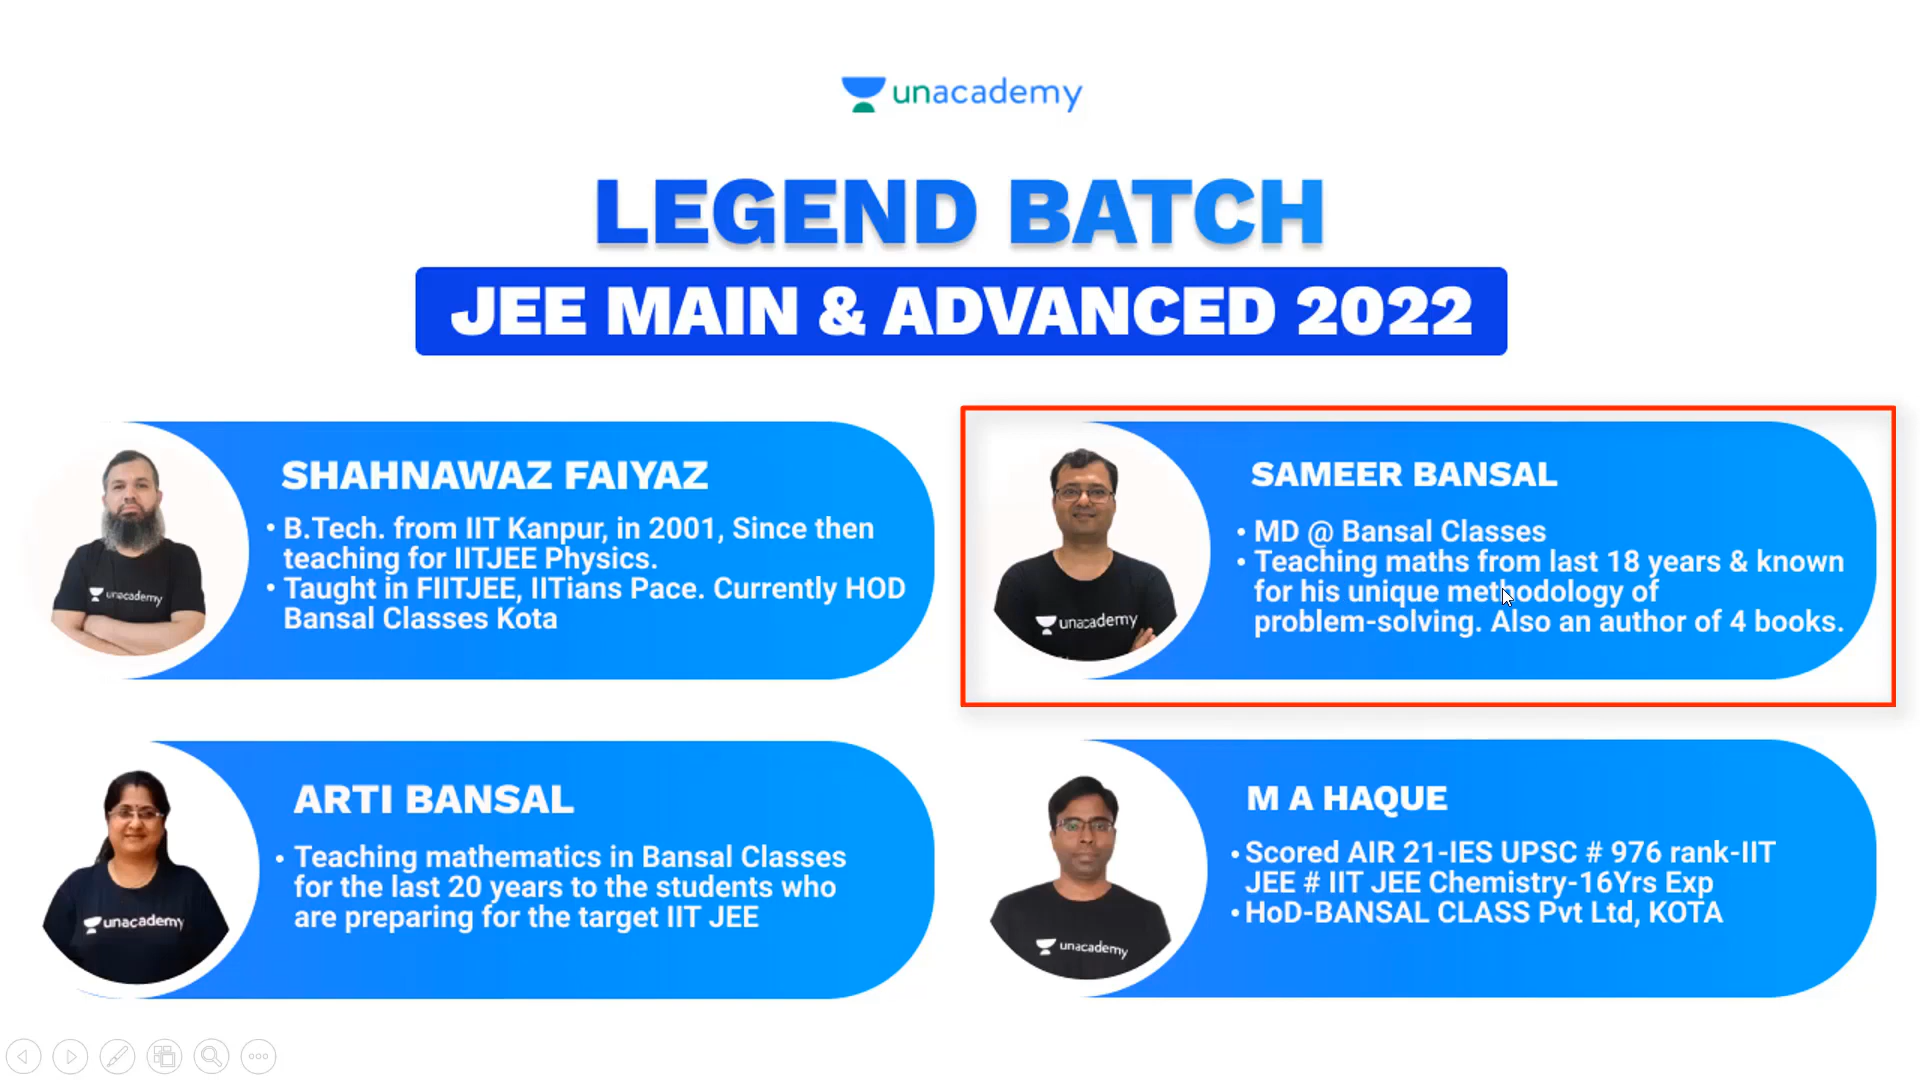 unacademy
LEGEND BATCH
JEE MAIN & ADVANCED 2022
SHAHNAWAZ FAIYAZ
• B.Tech. from IIT Kanpur, in 2001, Since then
teaching for IITJEE Physics.
• Taught in FIITJEE, IITians Pace. Currently HOD
Bansal Classes Kota
unacademy
SAMEER BANSAL
• MD @ Bansal Classes
• Teaching maths from last 18 years & known
for his unique methodology of
problem-solving. Also an author of 4 books.
unacademy
ARTI BANSAL
• Teaching mathematics in Bansal Classes
for the last 20 years to the students who
are preparing for the target IIT JEE
unacademy
M A HAQUE
• Scored AIR 21-IES UPSC # 976 rank-IIT
JEE # IIT JEE Chemistry-16Yrs Exp
• HoD-BANSAL CLASS Pvt Ltd, KOTA
unacademy